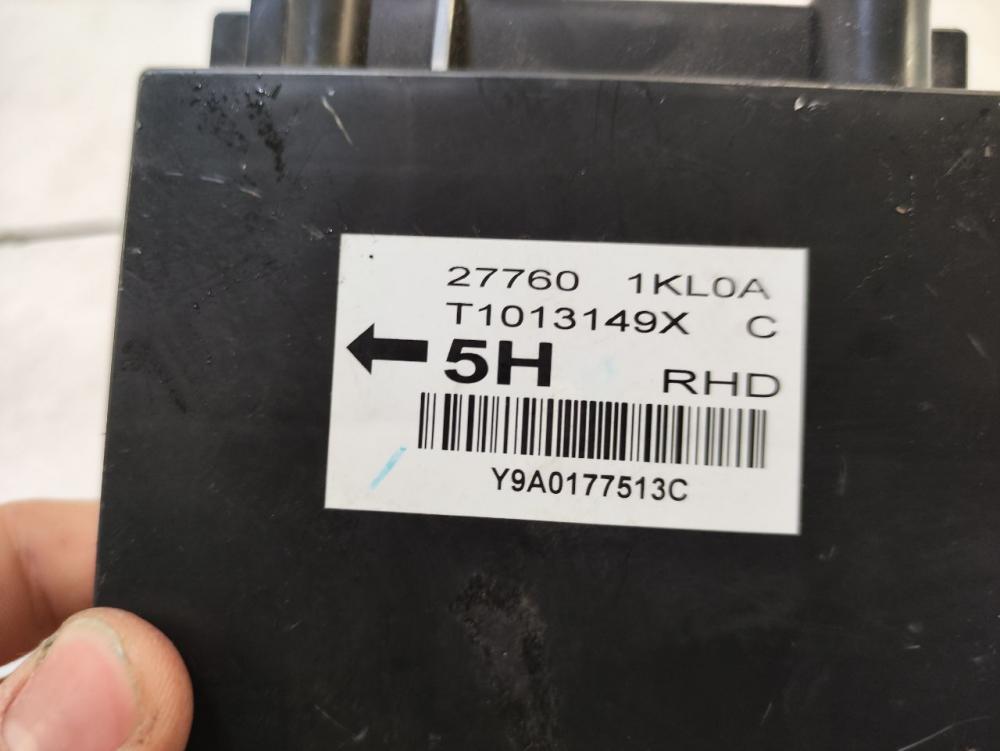 27760 1KL0A
T1013149X C
5H RHD
Y9A0177513C